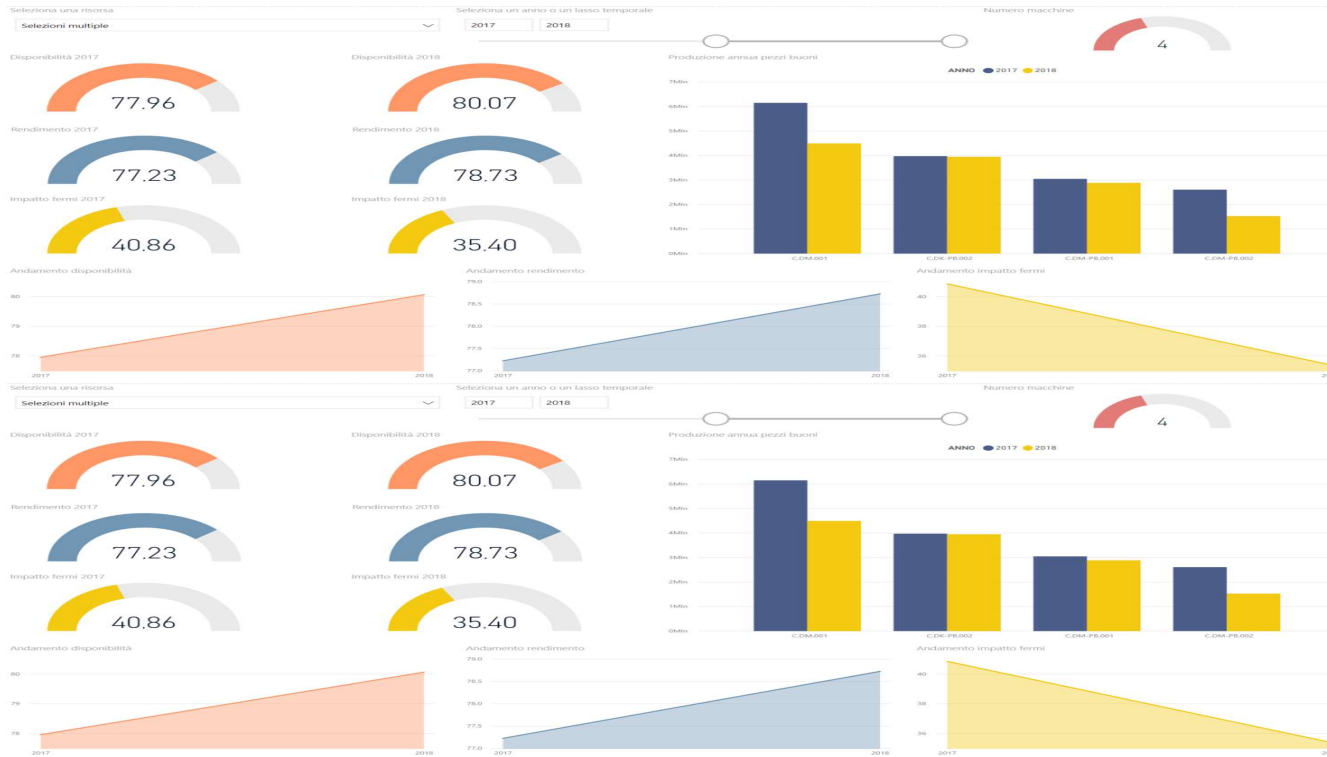 Seleziona una risorsa
Seleziona un anno o un lasso temporale
Numero macchine
Selezioni multiple
2017
2018
4
Disponibilità 2017
Disponibilità 2018
Produzione annua pezzi buoni
ANNO 2017 2018
77.96
80.07
7Mln
6Mln
5Mln
4Mln
3Mln
2Mln
1Mln
0Mln
Rendimento 2017
Rendimento 2018
77.23
78.73
Impatto fermi 2017
Impatto fermi 2018
40.86
35.40
C.DM.001
C.DK-PB.002
C.DM-PB.001
C.DM-PB.002
Andamento disponibilità
80
79
78
2017
2018
Andamento rendimento
79.0
78.5
78.0
77.5
77.0
2017
2018
Andamento impatto fermi
40
38
36
2017
2
Seleziona una risorsa
Seleziona un anno o un lasso temporale
Numero macchine
Selezioni multiple
2017
2018
4
Disponibilità 2017
Disponibilità 2018
Produzione annua pezzi buoni
ANNO 2017 2018
77.96
80.07
7Mln
6Mln
5Mln
4Mln
3Mln
2Mln
1Mln
0Mln
Rendimento 2017
Rendimento 2018
77.23
78.73
Impatto fermi 2017
Impatto fermi 2018
40.86
35.40
C.DM.001
C.DK-PB.002
C.DM-PB.001
C.DM-PB.002
Andamento disponibilità
80
79
78
2017
2018
Andamento rendimento
79.0
78.5
78.0
77.5
77.0
2017
2018
Andamento impatto fermi
40
38
36
2017
2